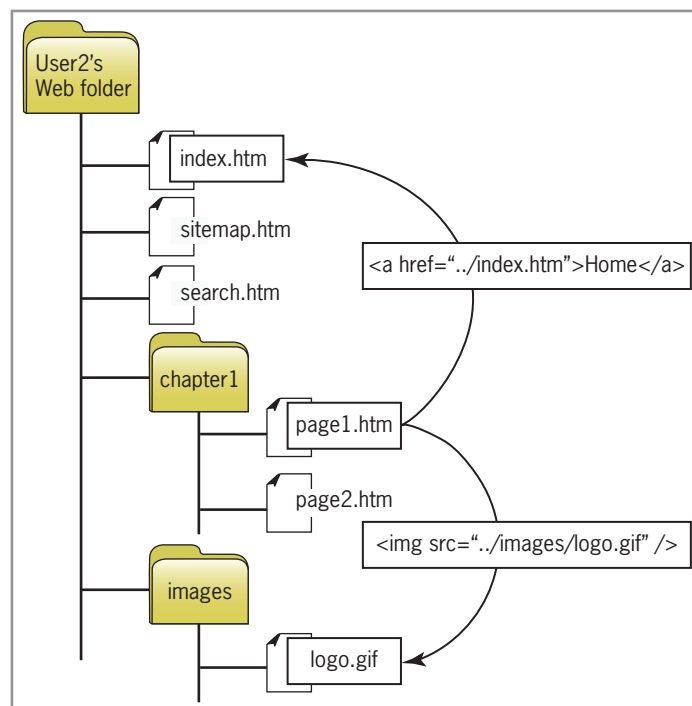 User2's
Web folder
index.htm
sitemap.htm
<a href=“../index.htm”>Home</a>
search.htm
chapter1
page1.htm
page2.htm
<img src=“../images/logo.gif” />
images
logo.gif